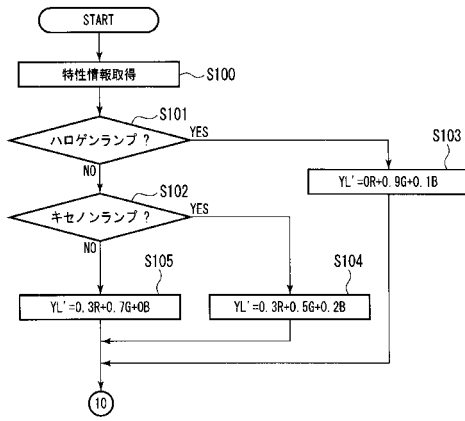 START
特性情報取得
S100
S101
ハロゲンランプ ?
YES
NO
S103
YL'=0R+0.9G+0.1B
S102
キセノンランプ ?
YES
NO
S105
YL'=0.3R+0.7G+0B
S104
YL'=0.3R+0.5G+0.2B
10